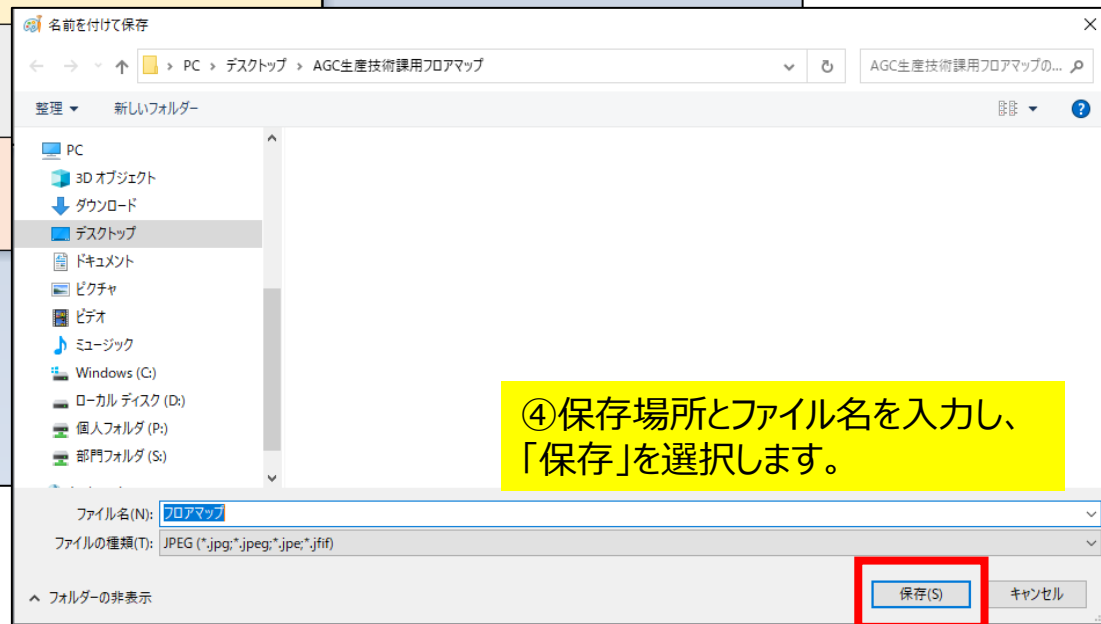 名前を付けて保存
PC › デスクトップ › AGC生産技術課用フロアマップ
AGC生産技術課用フロアマップの...
整理 新しいフォルダー
PC
3D オブジェクト
ダウンロード
デスクトップ
ドキュメント
ピクチャ
ビデオ
ミュージック
Windows (C:)
ローカル ディスク (D:)
個人フォルダ (P:)
部門フォルダ (S:)
④保存場所とファイル名を入力し、
「保存」を選択します。
ファイル名(N): フロアマップ
ファイルの種類(T): JPEG (*.jpg;*.jpeg;*.jpe;*.jfif)
フォルダーの非表示
保存(S) キャンセル